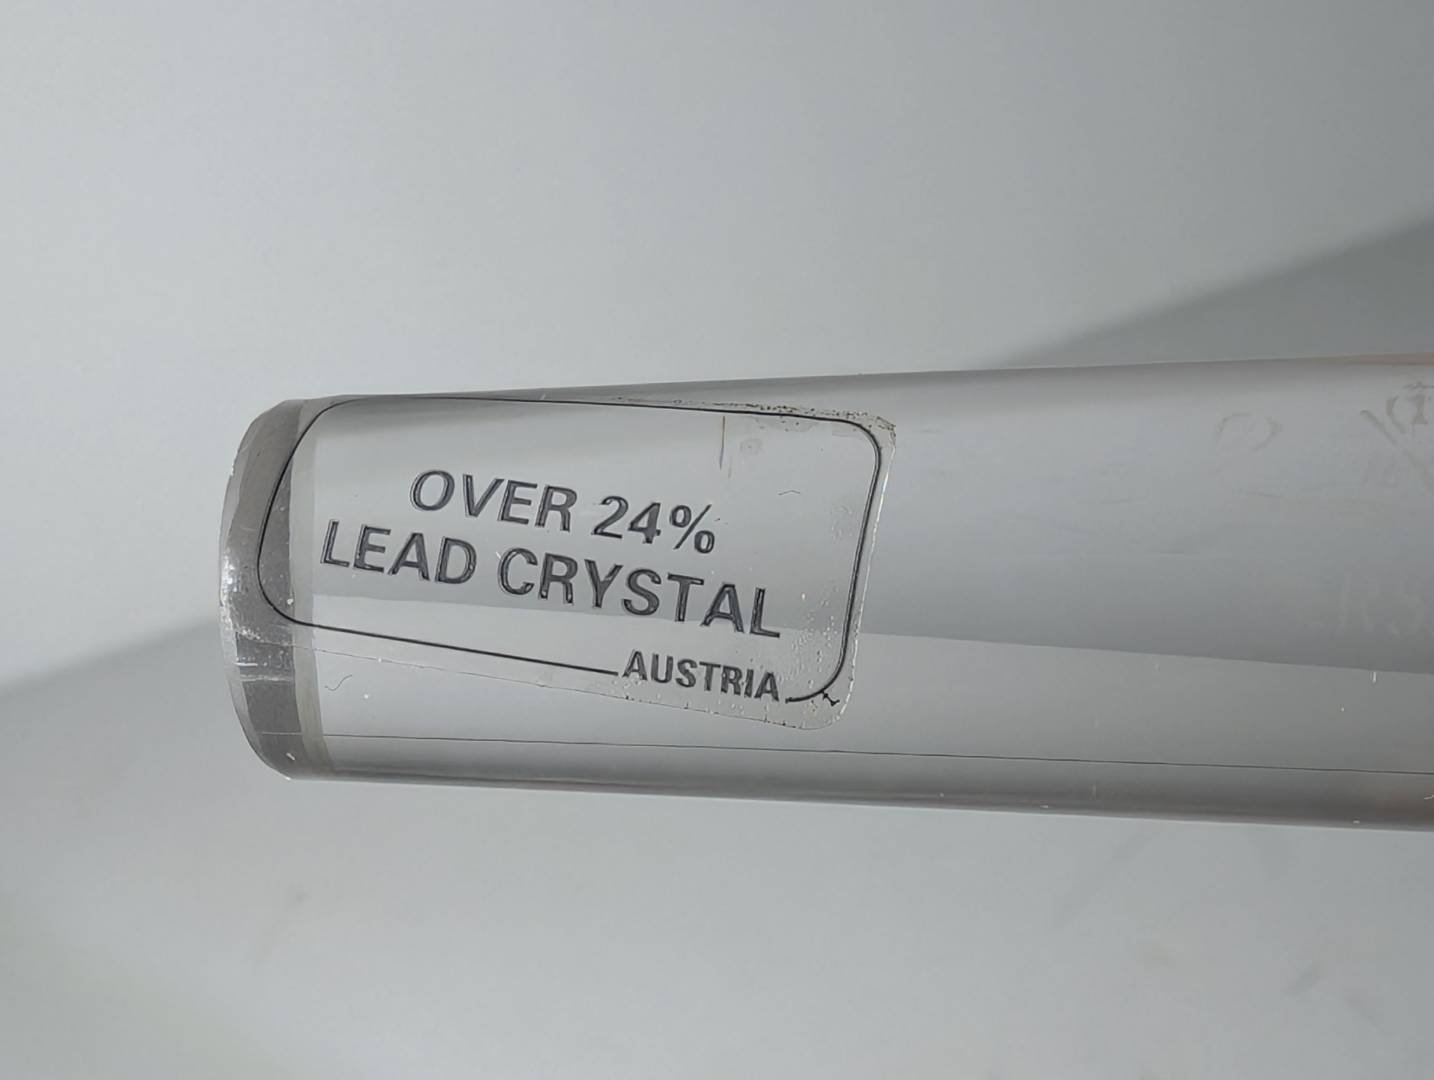 OVER 24%
LEAD CRYSTAL
AUSTRIA